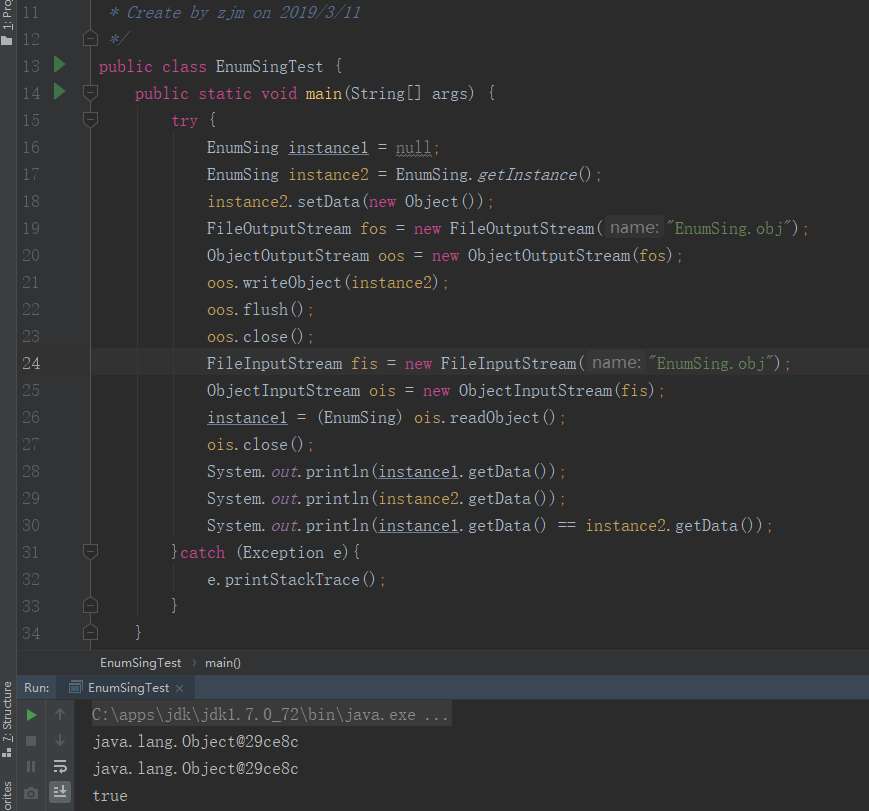 1: Pro
11 * Create by zjm on 2019/3/11
12 */
13 public class EnumSingTest {
14 public static void main(String[] args) {
15 try {
16 EnumSing instance1 = null;
17 EnumSing instance2 = EnumSing.getInstance();
18 instance2.setData(new Object());
19 FileOutputStream fos = new FileOutputStream( name: "EnumSing.obj");
20 ObjectOutputStream oos = new ObjectOutputStream(fos);
21 oos.writeObject(instance2);
22 oos.flush();
23 oos.close();
24 FileInputStream fis = new FileInputStream( name: "EnumSing.obj");
25 ObjectInputStream ois = new ObjectInputStream(fis);
26 instance1 = (EnumSing) ois.readObject();
27 ois.close();
28 System.out.println(instance1.getData());
29 System.out.println(instance2.getData());
30 System.out.println(instance1.getData() == instance2.getData());
31 }catch (Exception e){
32 e.printStackTrace();
33 }
34 }
EnumSingTest › main()
Run: EnumSingTest ×
7: Structure
orites
C:\apps\jdk\jdk1.7.0_72\bin\java.exe ...
java.lang.Object@29ce8c
java.lang.Object@29ce8c
true